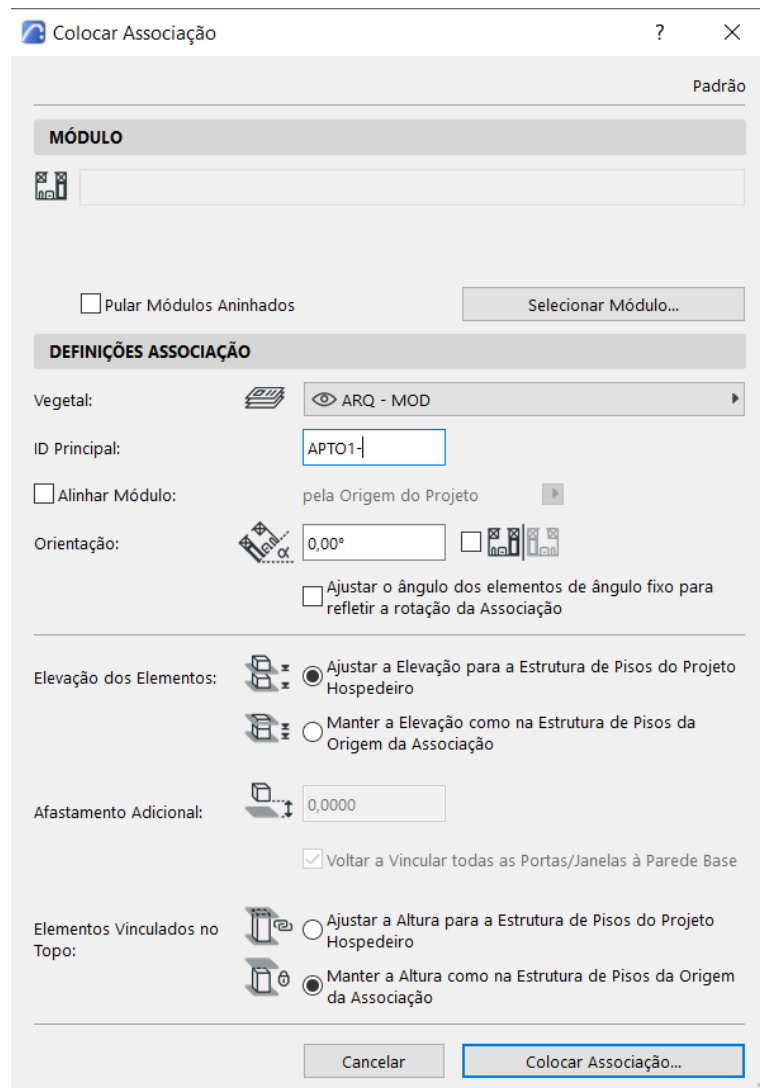 Colocar Associação
?
Padrão
MÓDULO
Pular Módulos Aninhados
Selecionar Módulo...
DEFINIÇÕES ASSOCIAÇÃO
Vegetal:
ARQ - MOD
ID Principal:
APTO1-
Alinhar Módulo:
pela Origem do Projeto
Orientação:
α
0,00°
Ajustar o ângulo dos elementos de ângulo fixo para
refletir a rotação da Associação
Elevação dos Elementos:
Ajustar a Elevação para a Estrutura de Pisos do Projeto
Hospedeiro
Manter a Elevação como na Estrutura de Pisos da
Origem da Associação
Afastamento Adicional:
0,0000
Voltar a Vincular todas as Portas/Janelas à Parede Base
Elementos Vinculados no
Topo:
Ajustar a Altura para a Estrutura de Pisos do Projeto
Hospedeiro
Manter a Altura como na Estrutura de Pisos da Origem
da Associação
Cancelar
Colocar Associação...